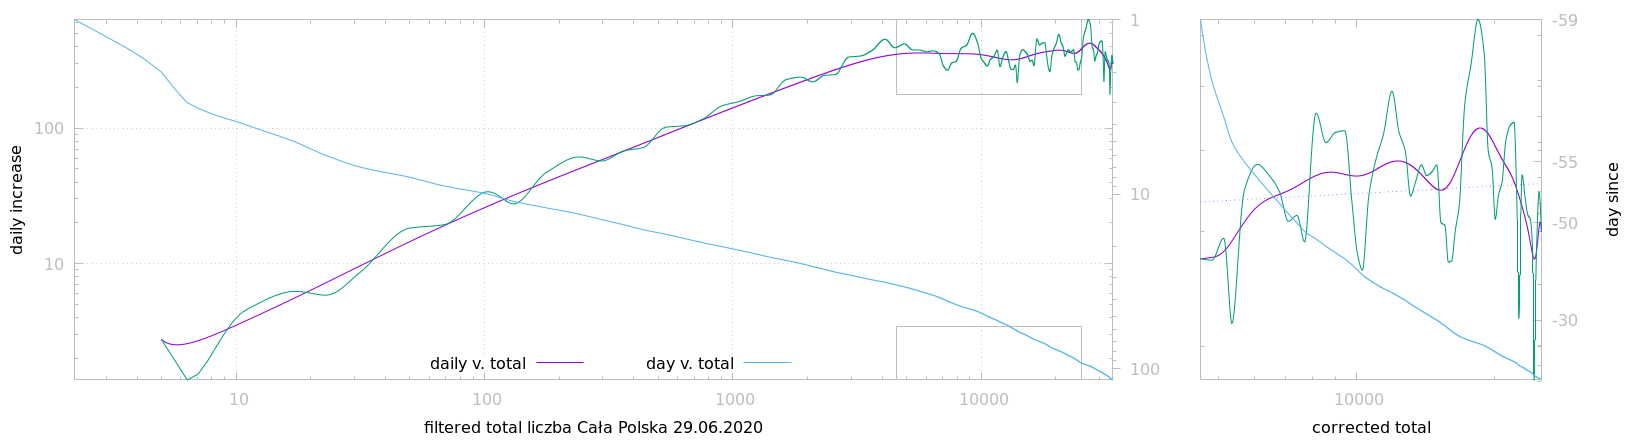 1
-59
100
daily increase
-55
10
day since
-50
10
-30
daily v. total
day v. total
100
10
100
1000
10000
10000
filtered total liczba Cała Polska 29.06.2020
corrected total